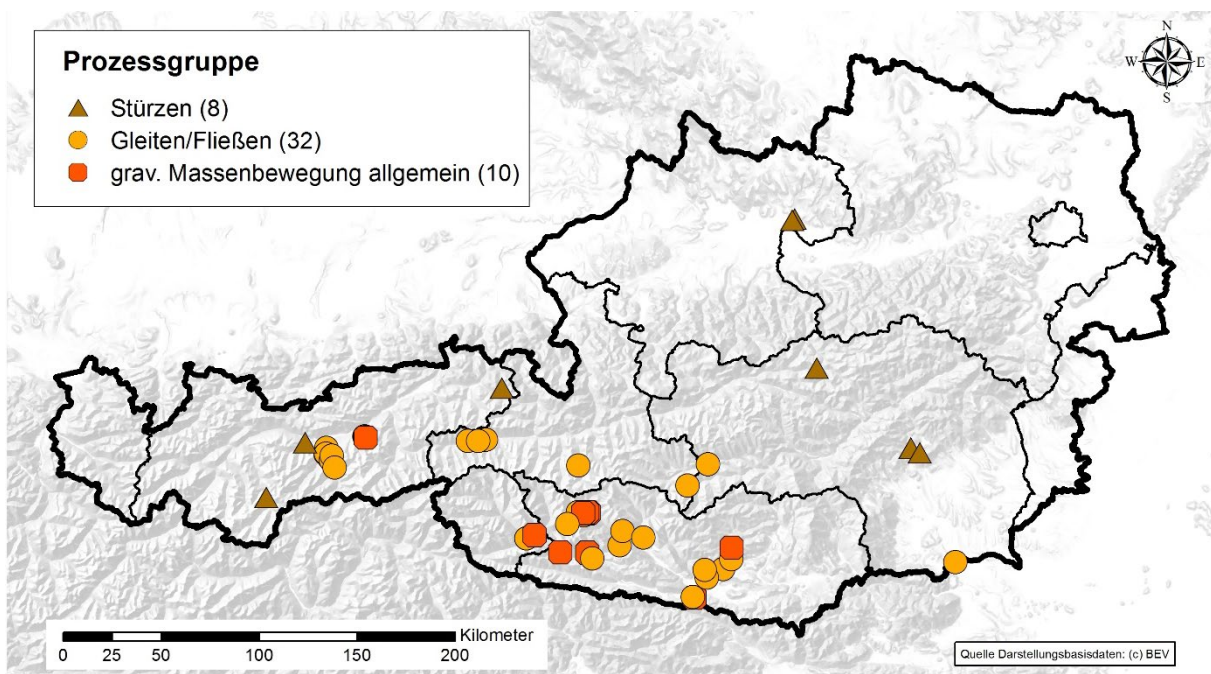 Prozessgruppe
Stürzen (8)
Gleiten/Fließen (32)
grav. Massenbewegung allgemein (10)
N
W E
S
Kilometer
0 25 50 100 150 200
Quelle Darstellungsbasisdaten: (c) BEV